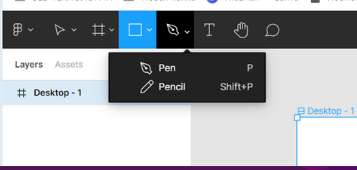 T
Pen P
Pencil Shift+P
Layers Assets
Desktop - 1
Desktop - 1